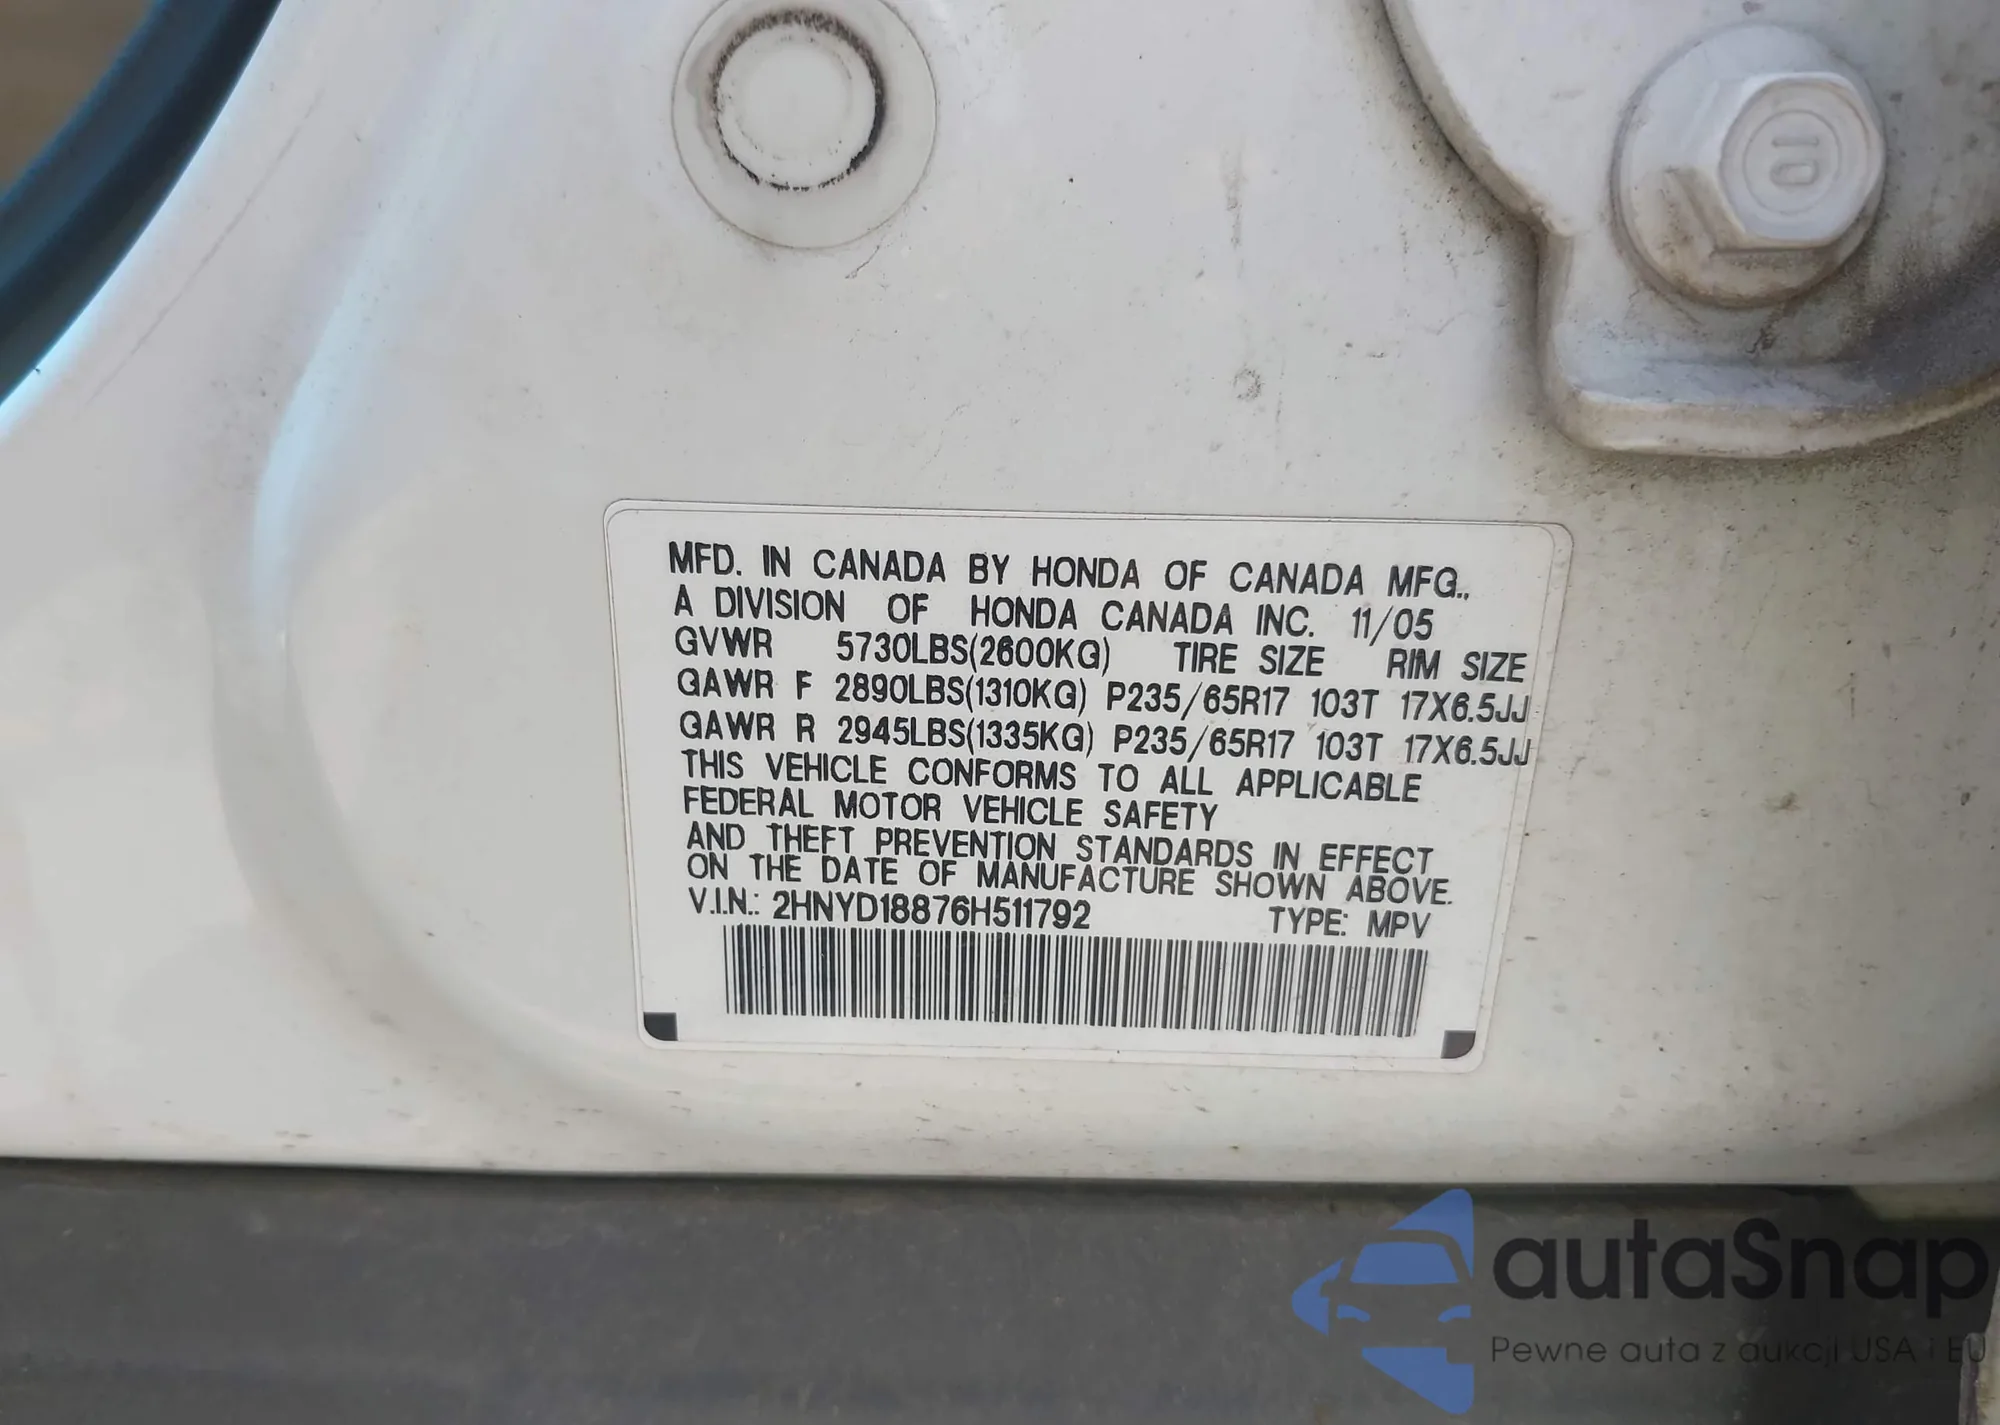 MFD. IN CANADA BY HONDA OF CANADA MFG.,
A DIVISION OF HONDA CANADA INC. 11/05
GVWR 5730LBS(2600KG) TIRE SIZE RIM SIZE
GAWR F 2890LBS(1310KG) P235/65R17 103T 17X6.5JJ
GAWR R 2945LBS(1335KG) P235/65R17 103T 17X6.5JJ
THIS VEHICLE CONFORMS TO ALL APPLICABLE
FEDERAL MOTOR VEHICLE SAFETY
AND THEFT PREVENTION STANDARDS IN EFFECT
ON THE DATE OF MANUFACTURE SHOWN ABOVE.
V.I.N.: 2HNYD18876H511792 TYPE: MPV
autaSnap
Pewne auta z aukcji USA i EU